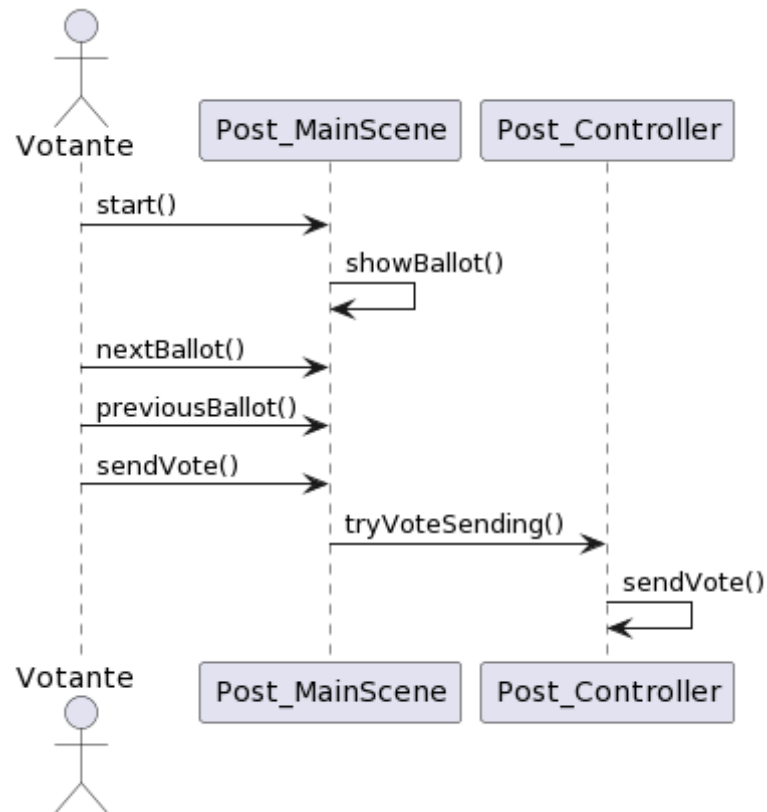 Votante
Post_MainScene
Post_Controller
start()
showBallot()
nextBallot()
previousBallot()
sendVote()
tryVoteSending()
sendVote()
Votante
Post_MainScene
Post_Controller